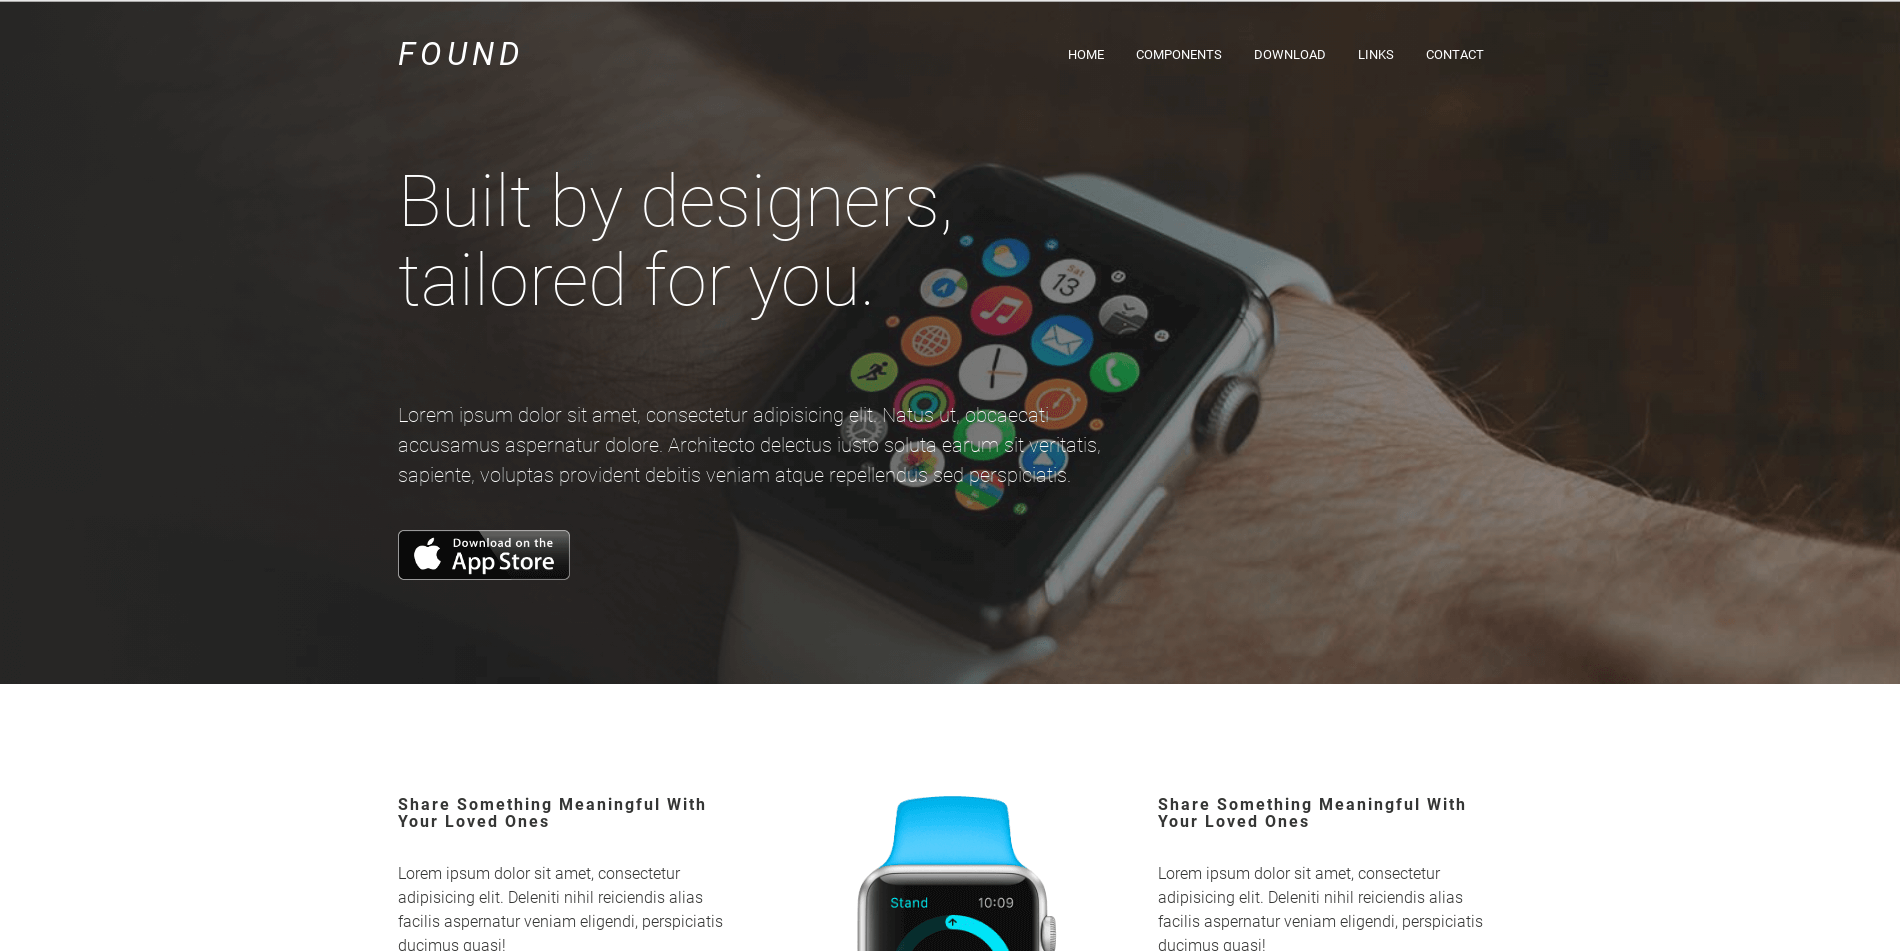 FOUND
HOME COMPONENTS DOWNLOAD LINKS CONTACT
Built by designers,
tailored for you.
Sat
13
Lorem ipsum dolor sit amet, consectetur adipisicing elit. Natus ut, obcaecati
accusamus aspernatur dolore. Architecto delectus iusto soluta earum sit veritatis,
sapiente, voluptas provident debitis veniam atque repellendus sed perspiciatis.
Download on the
App Store
Share Something Meaningful With
Your Loved Ones
Lorem ipsum dolor sit amet, consectetur
adipisicing elit. Deleniti nihil reiciendis alias
facilis aspernatur veniam eligendi, perspiciatis
ducimus quasi!
Stand 10:09
Share Something Meaningful With
Your Loved Ones
Lorem ipsum dolor sit amet, consectetur
adipisicing elit. Deleniti nihil reiciendis alias
facilis aspernatur veniam eligendi, perspiciatis
ducimus quasi!